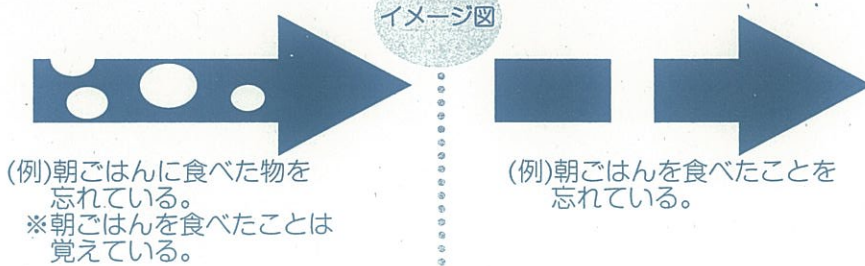 イメージ図
(例)朝ごはんに食べた物を
忘れている。
※朝ごはんを食べたことは
覚えている。
(例)朝ごはんを食べたことを
忘れている。